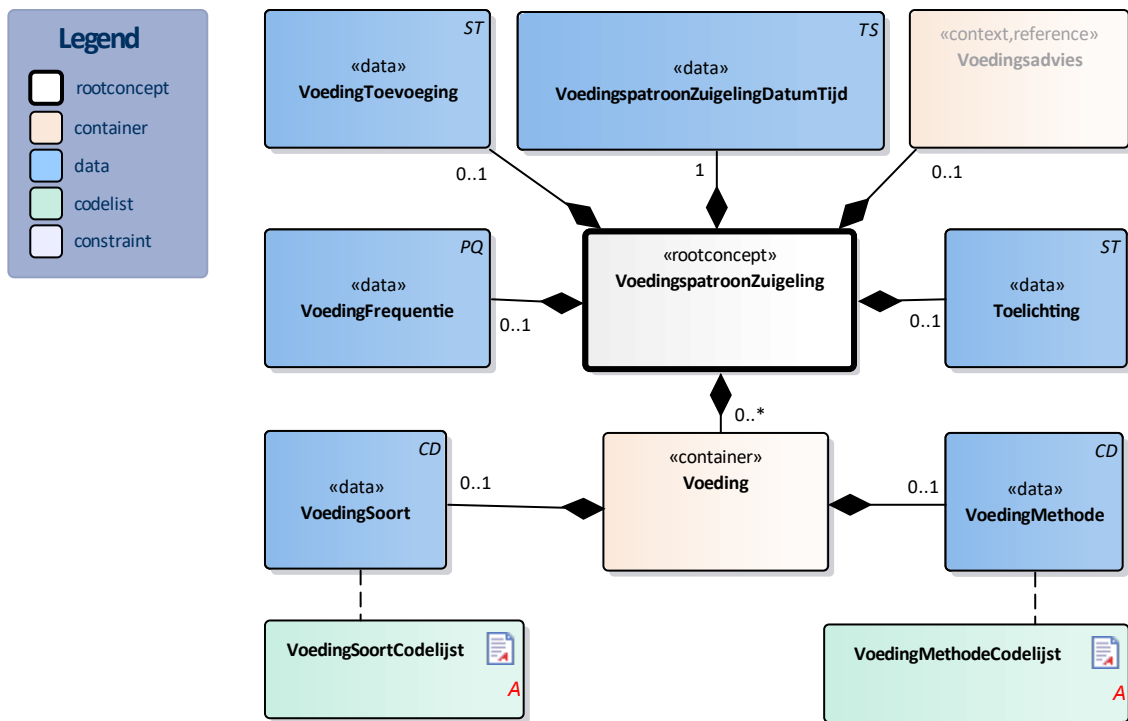 Legend
rootconcept
container
data
codelist
constraint
ST
«data»
VoedingToevoeging
0..1
TS
«data»
VoedingspatroonZuigelingDatumTijd
1
«context,reference»
Voedingsadvies
0..1
PQ
«data»
VoedingFrequentie
0..1
«rootconcept»
VoedingspatroonZuigeling
ST
«data»
Toelichting
0..1
0..*
CD
«data»
VoedingSoort
0..1
«container»
Voeding
CD
«data»
VoedingMethode
0..1
VoedingSoortCodelijst
A
VoedingMethodeCodelijst
A